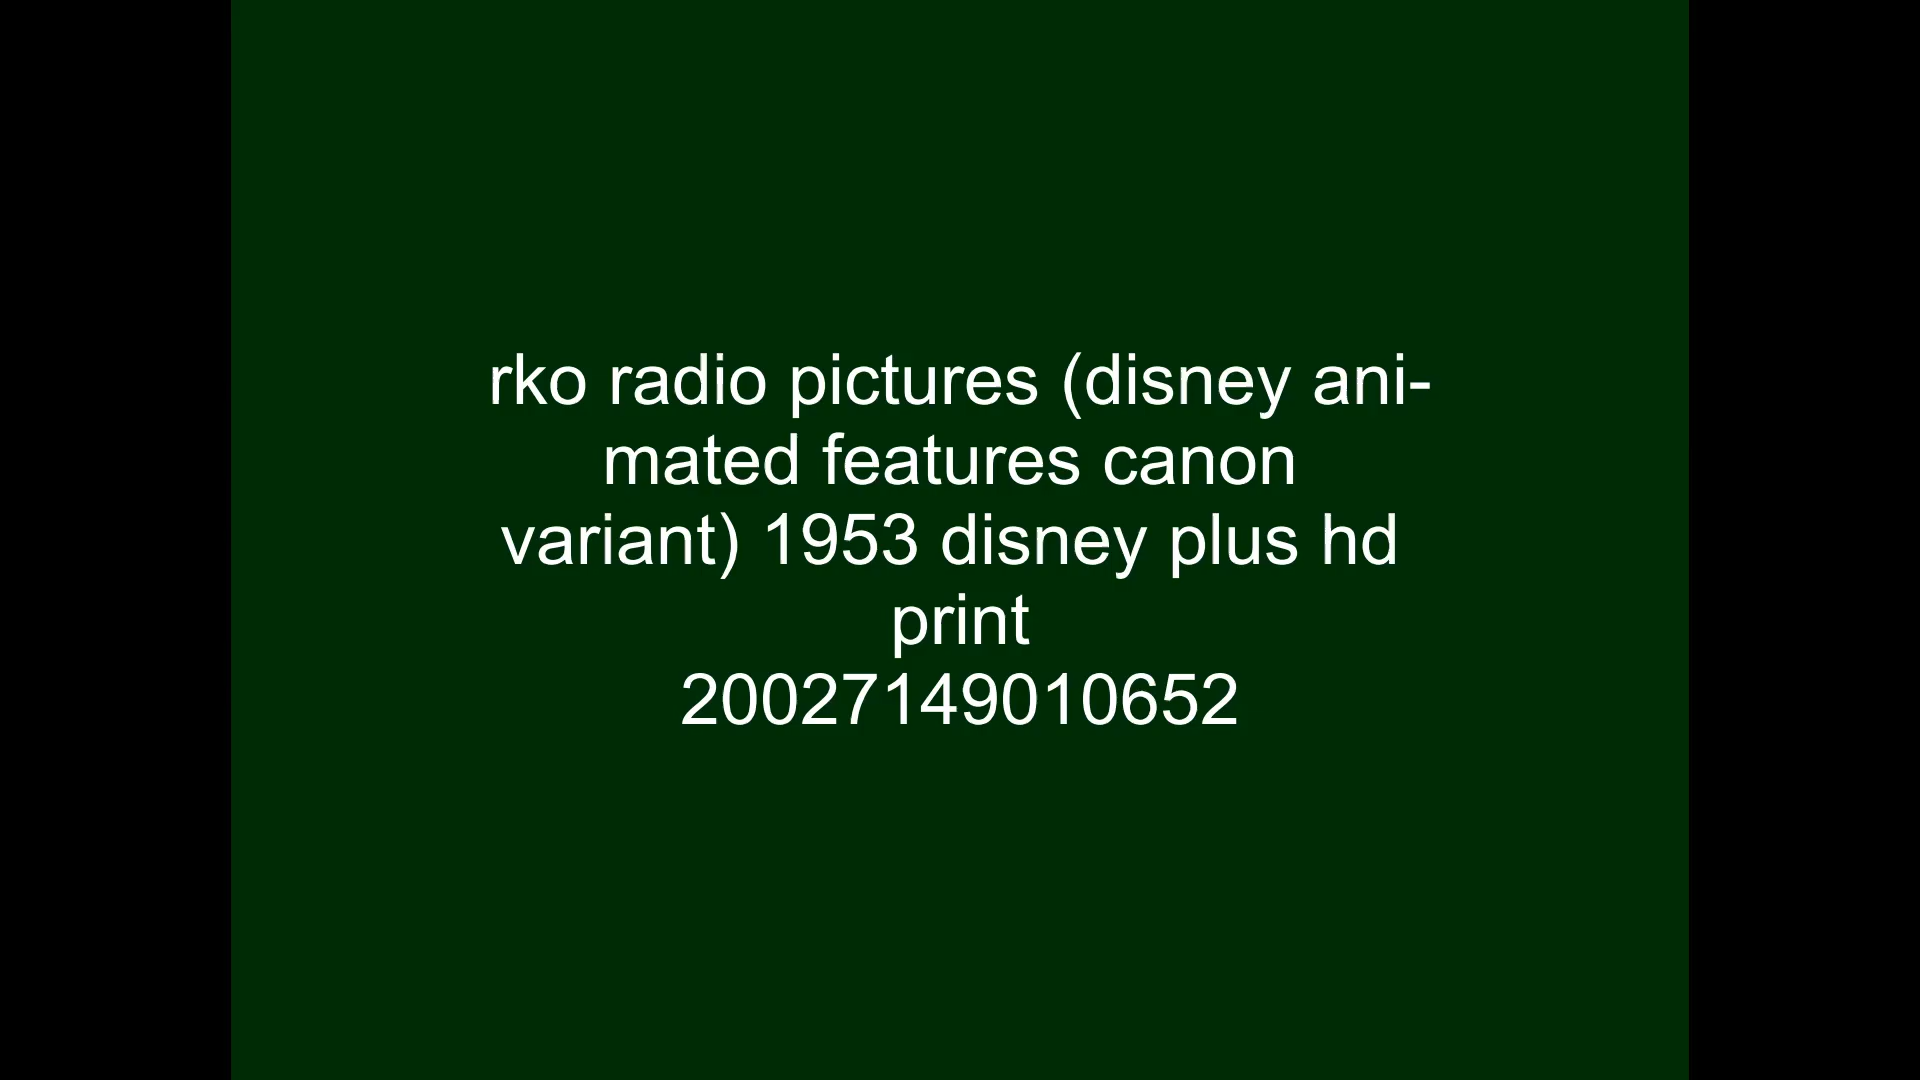 rko radio pictures (disney ani-
mated features canon
variant) 1953 disney plus hd
print
20027149010652